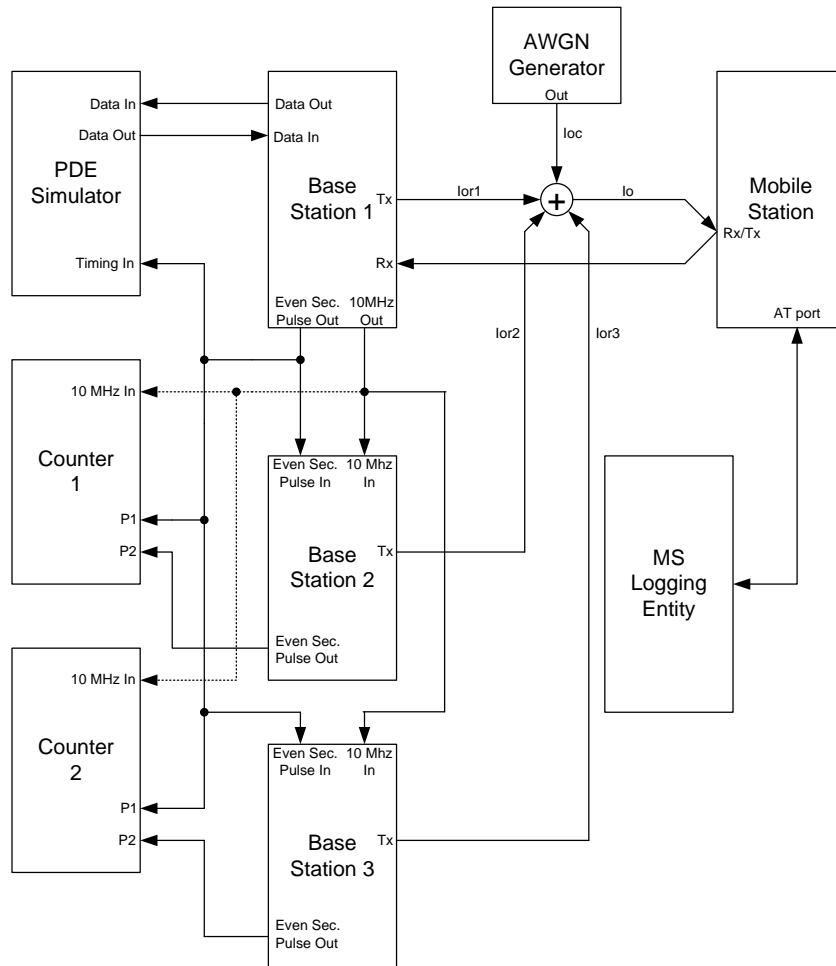 AWGN
Generator
Out
Ioc
Data In
Data Out
PDE
Simulator
Timing In
Data Out
Data In
Base
Station 1
Tx
Rx
Even Sec.
Pulse Out
10MHz
Out
Ior1
Io
Mobile
Station
Rx/Tx
AT port
Ior2
Ior3
10 MHz In
Counter
1
P1
P2
Even Sec.
Pulse In
10 Mhz
In
Base
Station 2
Tx
Even Sec.
Pulse Out
MS
Logging
Entity
10 MHz In
Counter
2
P1
P2
Even Sec.
Pulse In
10 Mhz
In
Base
Station 3
Tx
Even Sec.
Pulse Out